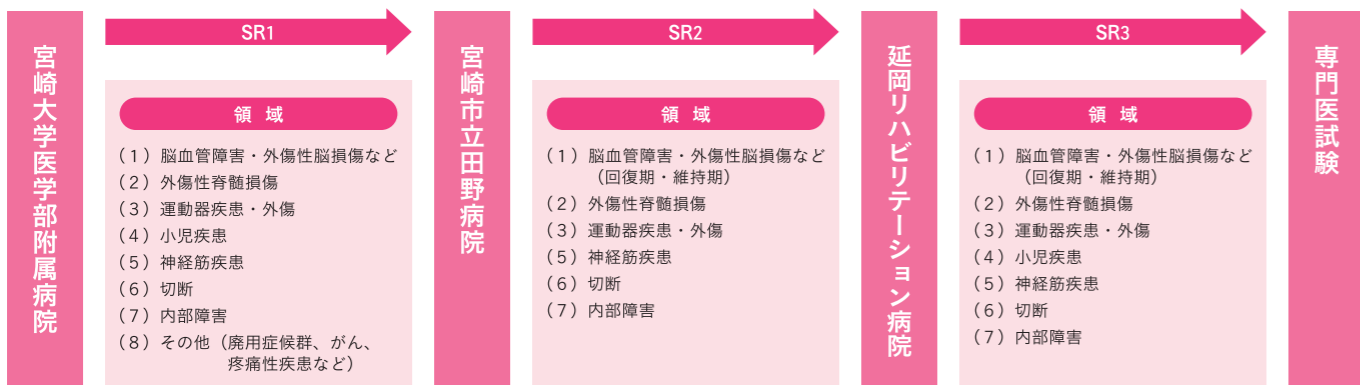 宮崎大学医学部附属病院
SR1
領域
（1）脳血管障害・外傷性脳損傷など
（2）外傷性脊髄損傷
（3）運動器疾患・外傷
（4）小児疾患
（5）神経筋疾患
（6）切断
（7）内部障害
（8）その他（廃用症候群、がん、
疼痛性疾患など）
宮崎市立田野病院
SR2
領域
（1）脳血管障害・外傷性脳損傷など
（回復期・維持期）
（2）外傷性脊髄損傷
（3）運動器疾患・外傷
（5）神経筋疾患
（6）切断
（7）内部障害
延岡リハビリテーション病院
SR3
領域
（1）脳血管障害・外傷性脳損傷など
（回復期・維持期）
（2）外傷性脊髄損傷
（3）運動器疾患・外傷
（4）小児疾患
（5）神経筋疾患
（6）切断
（7）内部障害
専門医試験